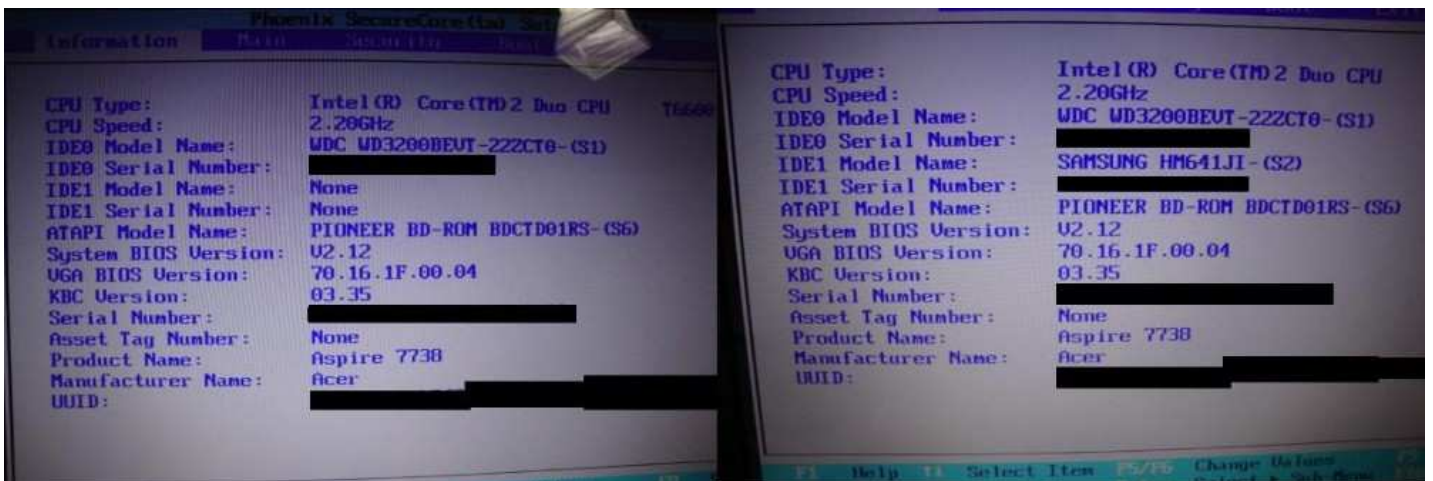 Phoenix SecureCore(tm)
Information Main Security Boot
CPU Type: Intel(R) Core(TM)2 Duo CPU T6600
CPU Speed: 2.20GHz
IDE0 Model Name: WDC WD3200BEVT-22ZCT0-(S1)
IDE0 Serial Number:
IDE1 Model Name: None
IDE1 Serial Number: None
ATAPI Model Name: PIONEER BD-ROM BDCTD01RS-(S6)
System BIOS Version: V2.12
VGA BIOS Version: 70.16.1F.00.04
KBC Version: 03.35
Serial Number:
Asset Tag Number: None
Product Name: Aspire 7738
Manufacturer Name: Acer
UUID:
CPU Type: Intel(R) Core(TM)2 Duo CPU
CPU Speed: 2.20GHz
IDE0 Model Name: WDC WD3200BEVT-22ZCT0-(S1)
IDE0 Serial Number:
IDE1 Model Name: SAMSUNG HM641JI-(S2)
IDE1 Serial Number:
ATAPI Model Name: PIONEER BD-ROM BDCTD01RS-(S6)
System BIOS Version: V2.12
VGA BIOS Version: 70.16.1F.00.04
KBC Version: 03.35
Serial Number:
Asset Tag Number: None
Product Name: Aspire 7738
Manufacturer Name: Acer
UUID:
F1 Help Select Item F5/F6 Change Values
Select ▶ Sub-Menu